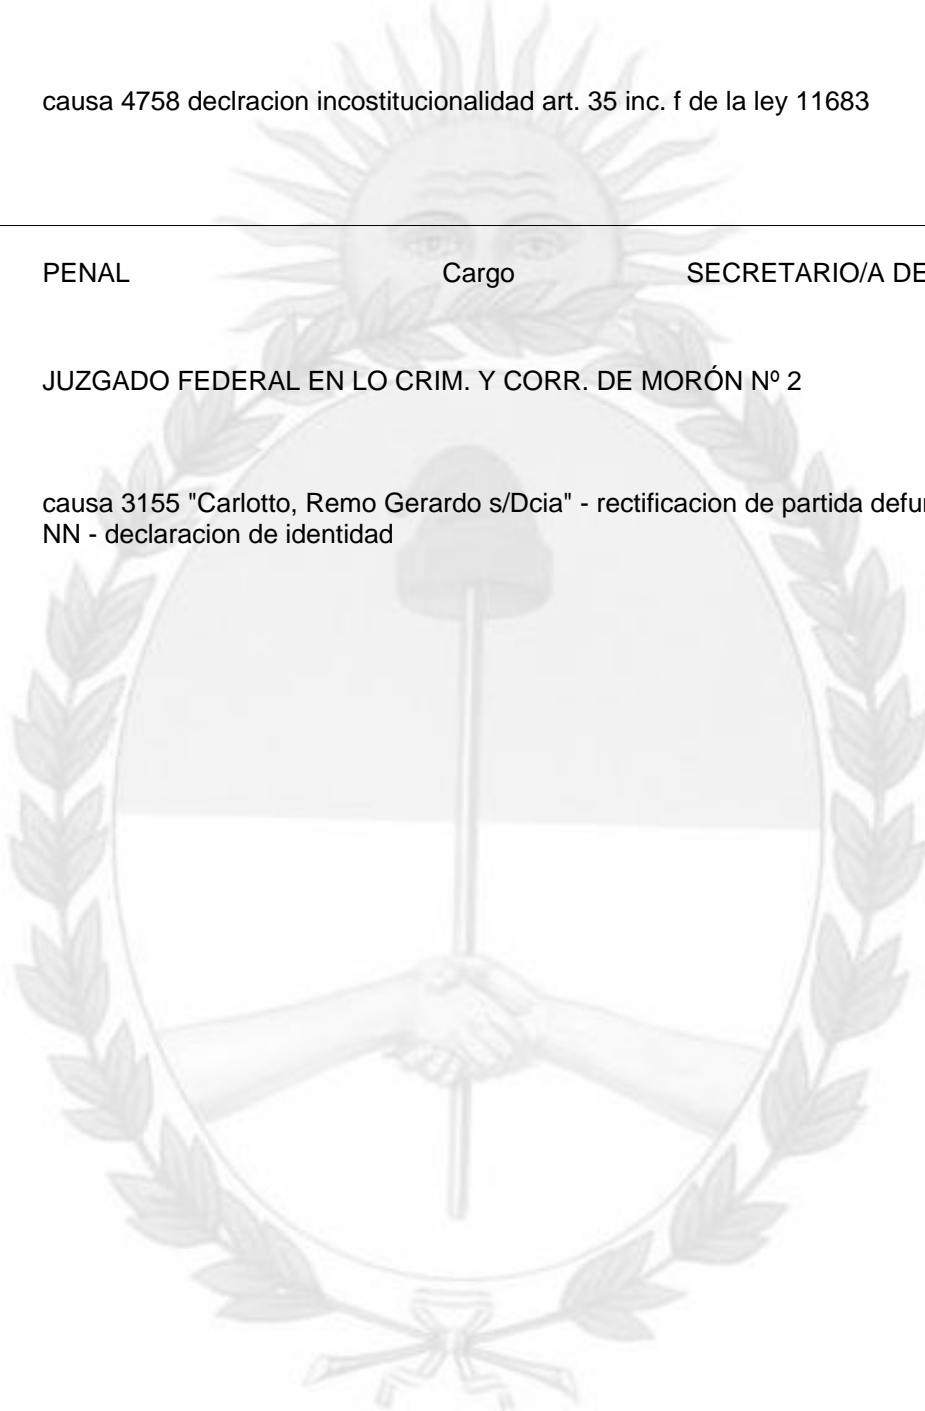 causa 4758 declracion incostitucionalidad art. 35 inc. f de la ley 11683
PENAL Cargo SECRETARIO/A DE
JUZGADO FEDERAL EN LO CRIM. Y CORR. DE MORÓN Nº 2
causa 3155 "Carlotto, Remo Gerardo s/Dcia" - rectificacion de partida defu
NN - declaracion de identidad